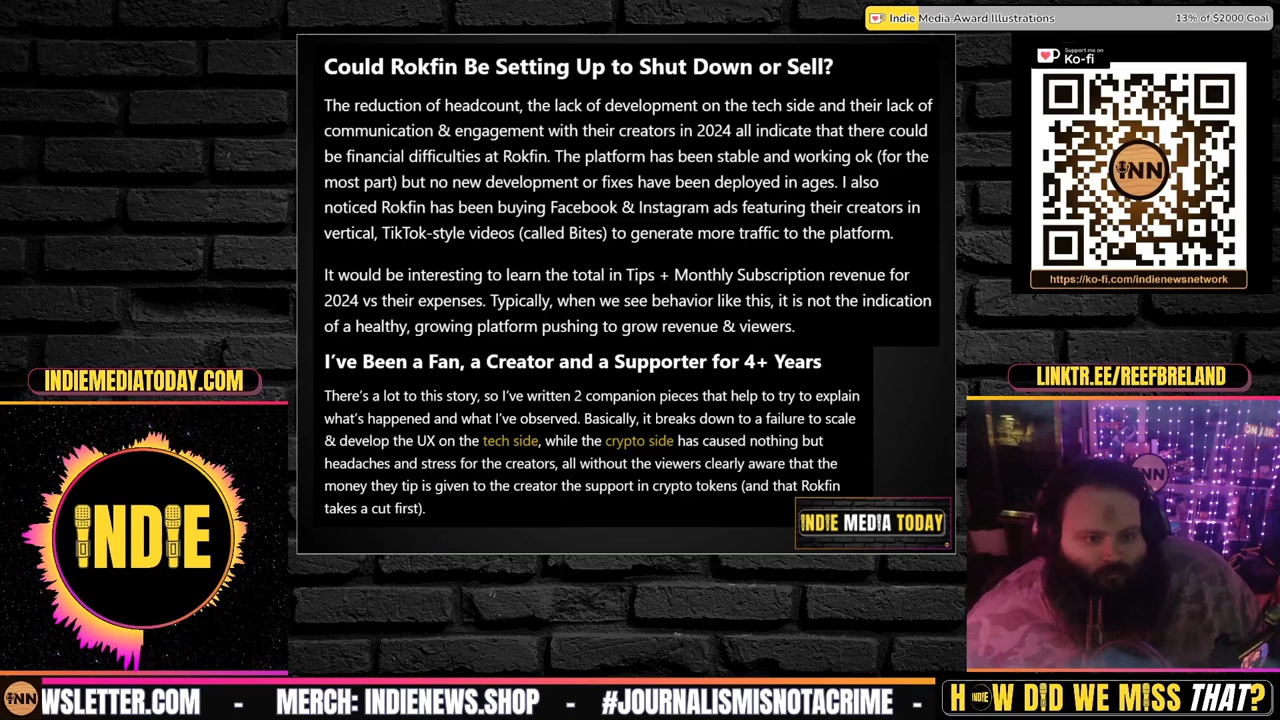 Indie Media Award Illustrations
13% of $2000 Goal
Could Rokfin Be Setting Up to Shut Down or Sell?
The reduction of headcount, the lack of development on the tech side and their lack of
communication & engagement with their creators in 2024 all indicate that there could
be financial difficulties at Rokfin. The platform has been stable and working ok (for the
most part) but no new development or fixes have been deployed in ages. I also
noticed Rokfin has been buying Facebook & Instagram ads featuring their creators in
vertical, TikTok-style videos (called Bites) to generate more traffic to the platform.
It would be interesting to learn the total in Tips + Monthly Subscription revenue for
2024 vs their expenses. Typically, when we see behavior like this, it is not the indication
of a healthy, growing platform pushing to grow revenue & viewers.
I've Been a Fan, a Creator and a Supporter for 4+ Years
There's a lot to this story, so I've written 2 companion pieces that help to try to explain
what's happened and what I've observed. Basically, it breaks down to a failure to scale
& develop the UX on the tech side, while the crypto side has caused nothing but
headaches and stress for the creators, all without the viewers clearly aware that the
money they tip is given to the creator the support in crypto tokens (and that Rokfin
takes a cut first).
INDIE MEDIA TODAY
Support me on
Ko-fi
INN
https://ko-fi.com/indienewsnetwork
INDIEMEDIATODAY.COM
INDIE
LINKTR.EE/REEFBRELAND
ON AIR
INN
INN
WSLETTER.COM - MERCH: INDIENEWS.SHOP - #JOURNALISMISNOTACRIME -
INDIE
HOW DID WE MISS THAT?